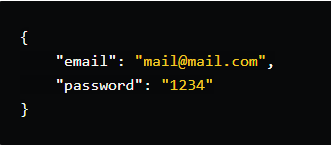 {
    "email": "mail@mail.com",
    "password": "1234"
}